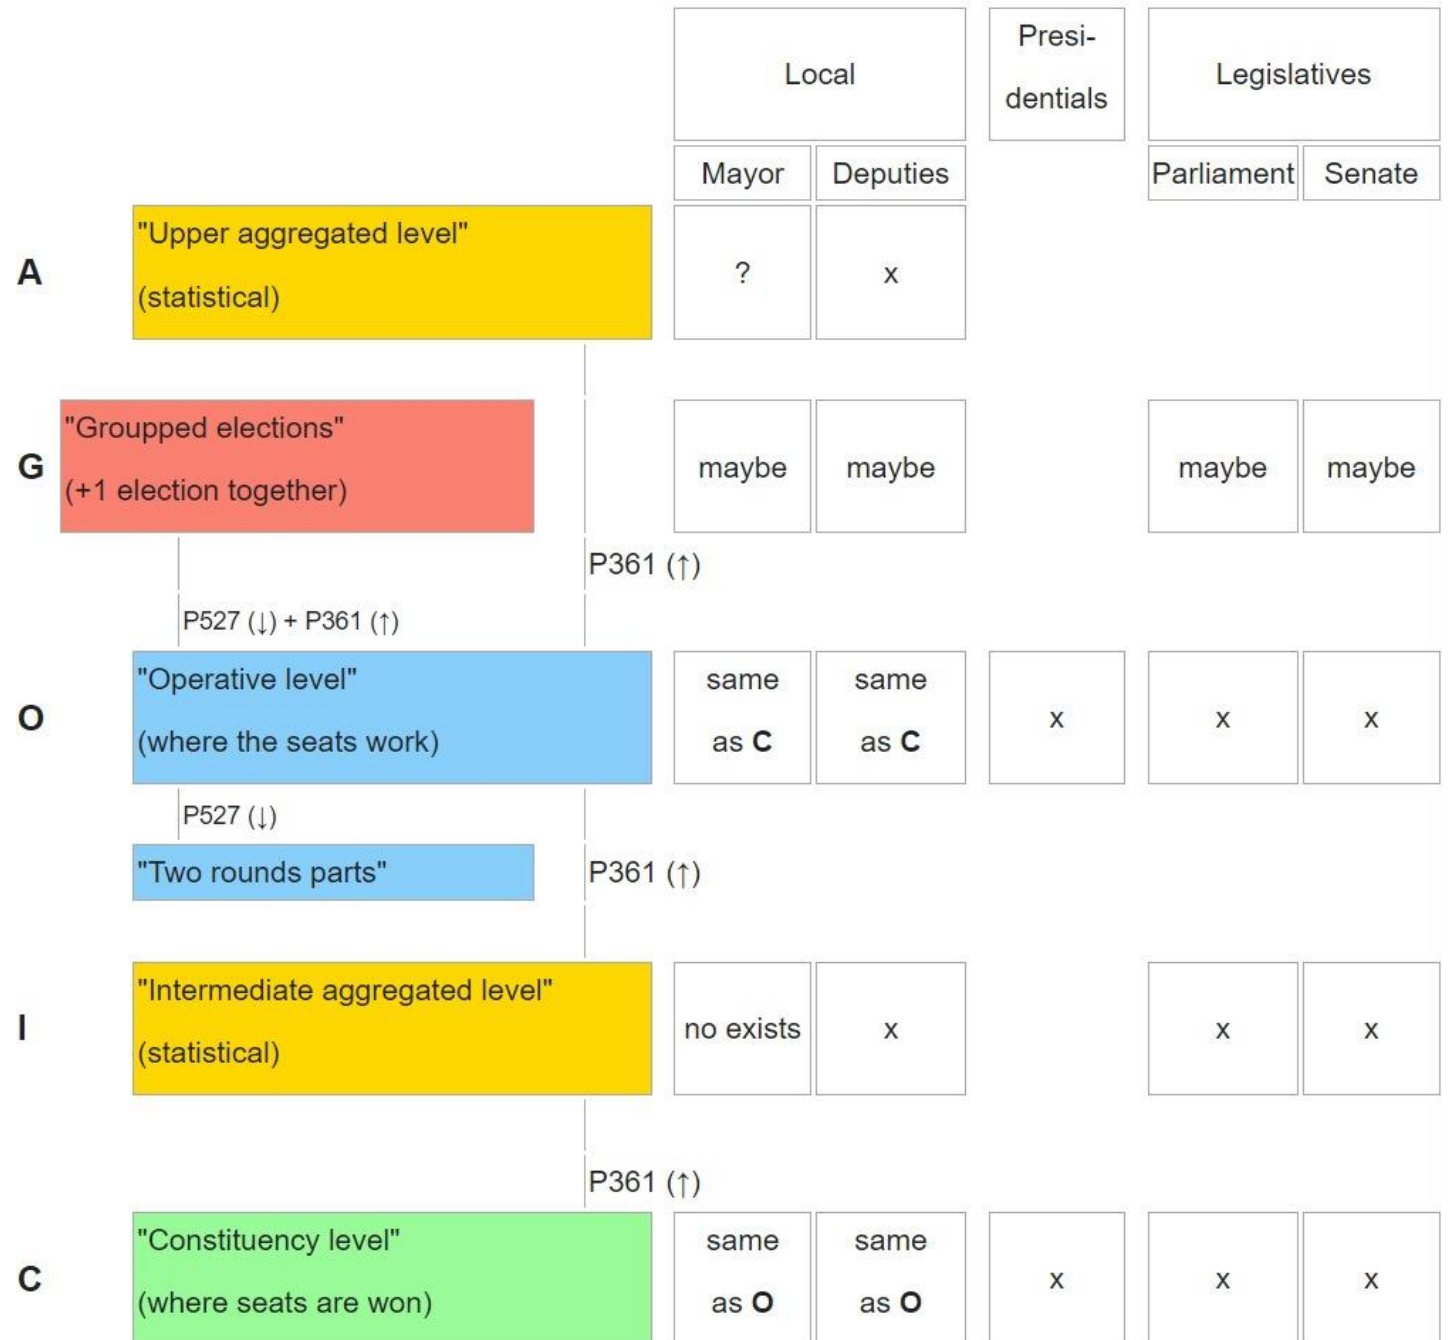 Local
Presi-
dentials
Legislatives
Mayor
Deputies
Parliament
Senate
A
"Upper aggregated level"
(statistical)
?
x
G
"Groupped elections"
(+1 election together)
maybe
maybe
maybe
maybe
P361 (↑)
P527 (↓) + P361 (↑)
O
"Operative level"
(where the seats work)
same
as C
same
as C
x
x
x
P527 (↓)
"Two rounds parts"
P361 (↑)
I
"Intermediate aggregated level"
(statistical)
no exists
x
x
x
P361 (↑)
C
"Constituency level"
(where seats are won)
same
as O
same
as O
x
x
x